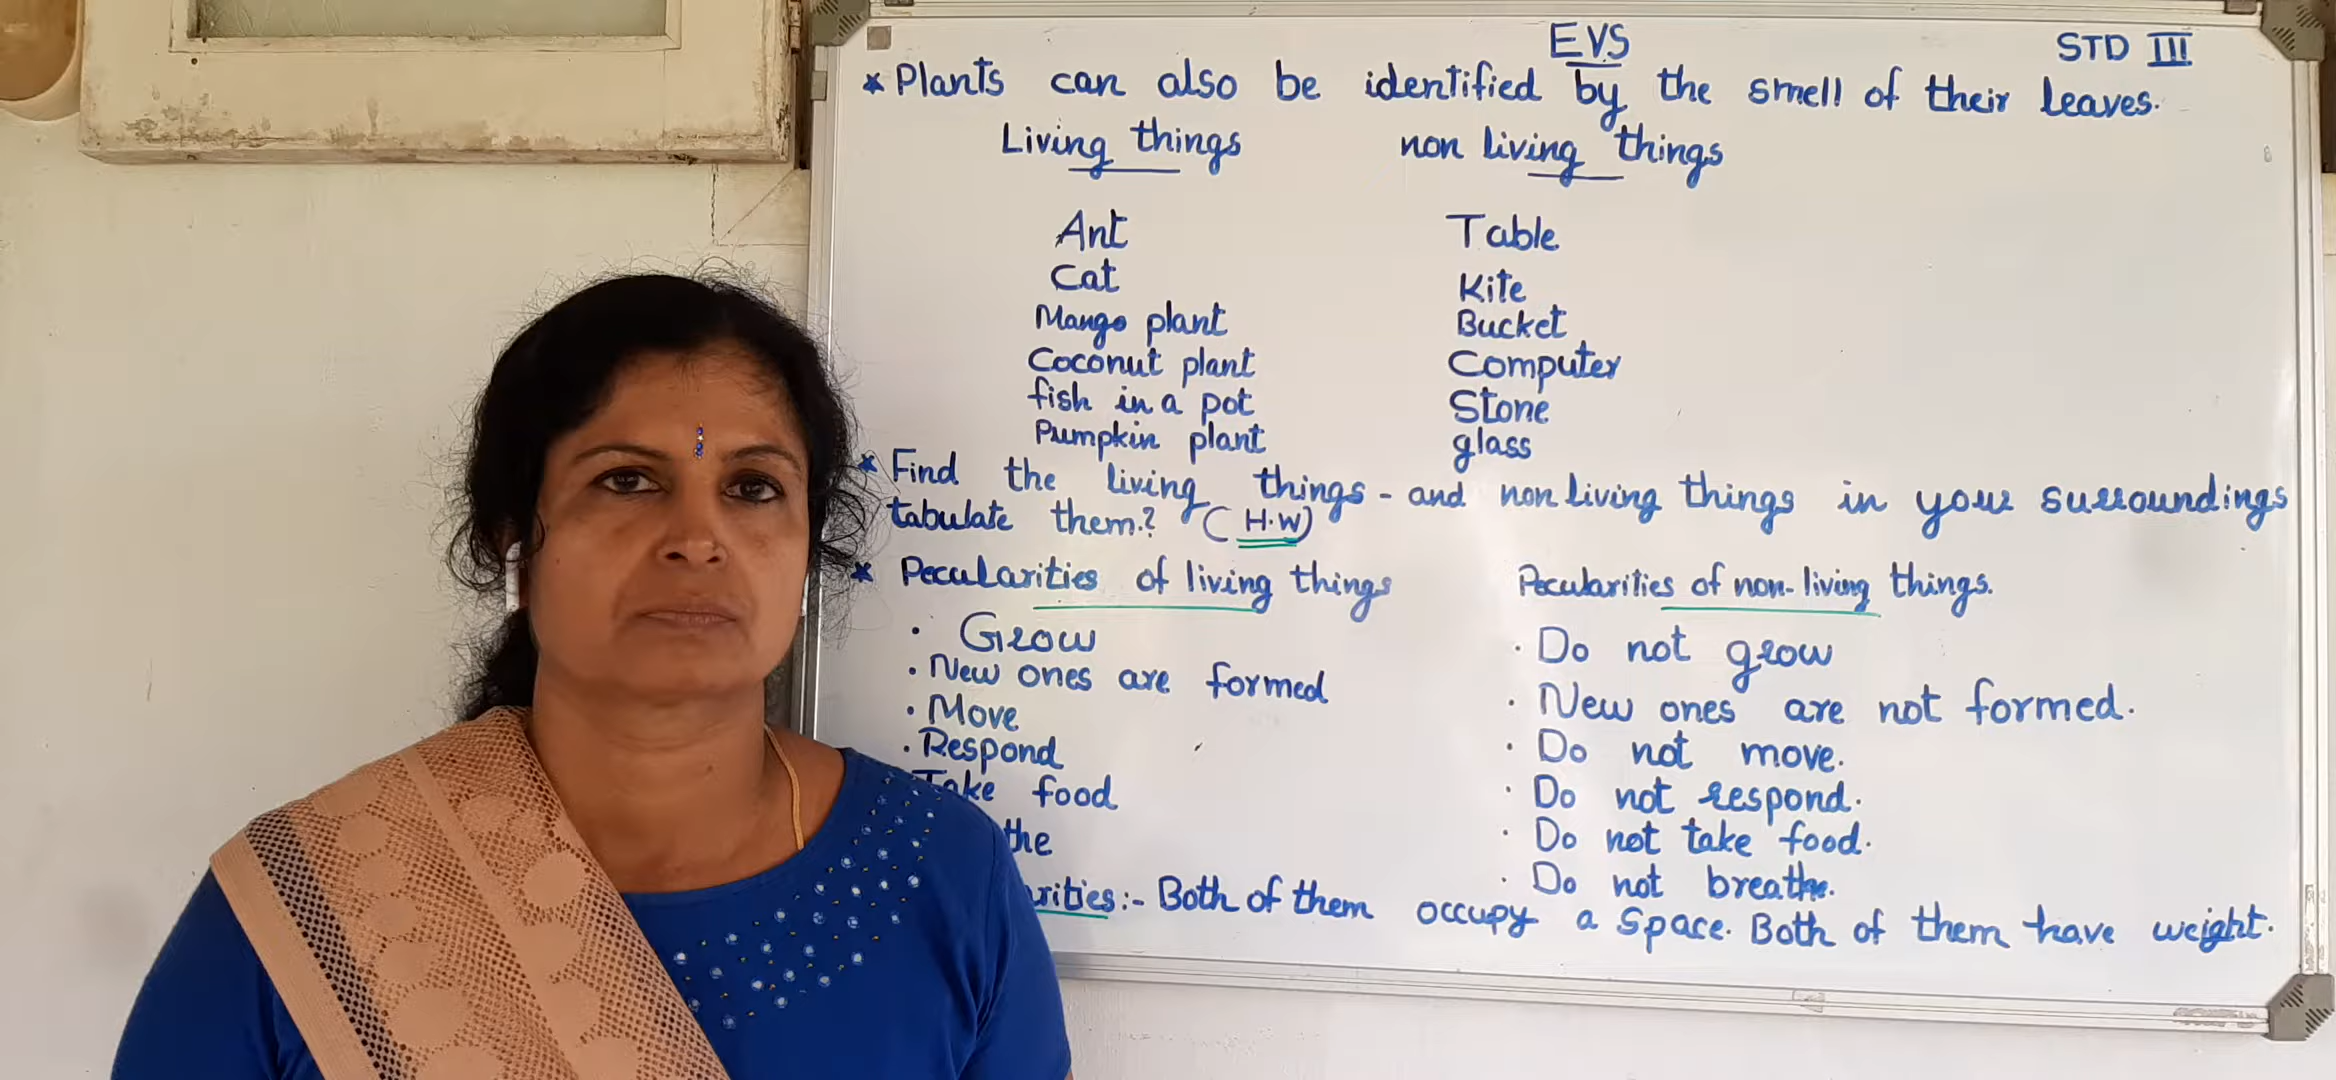 EVS
STD III
* Plants can also be identified by the smell of their leaves.
Living things non living things
Ant Table
Cat Kite
Mango plant Bucket
Coconut plant Computer
fish in a pot Stone
Pumpkin plant glass
* Find the living things - and non living things in your surroundings
tabulate them.? (H.W)
* Pecularities of living things Pecularities of non-living things.
· Grow · Do not grow
· New ones are formed · New ones are not formed.
· Move · Do not move.
· Respond · Do not respond.
Take food · Do not take food.
the · Do not breathe.
rities:- Both of them occupy a space. Both of them have weight.